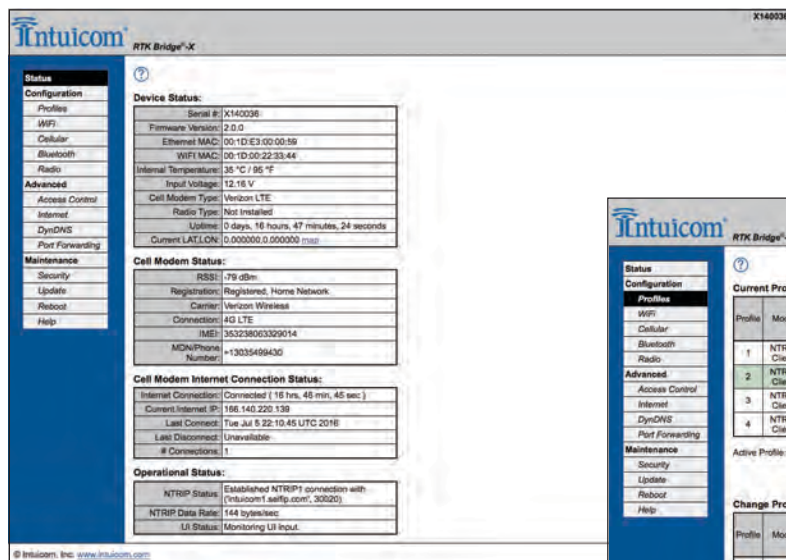 Intuicom®
RTK Bridge®-X
X140036
Status
Configuration
Profiles
WiFi
Cellular
Bluetooth
Radio
Advanced
Access Control
Internet
DynDNS
Port Forwarding
Maintenance
Security
Update
Reboot
Help
?
Device Status:
Serial #: X140036
Firmware Version: 2.0.0
Ethernet MAC: 00:1D:E3:00:00:59
WIFI MAC: 00:1D:00:22:33:44
Internal Temperature: 35 °C / 95 °F
Input Voltage: 12.16 V
Cell Modem Type: Verizon LTE
Radio Type: Not Installed
Uptime: 0 days, 16 hours, 47 minutes, 24 seconds
Current LAT,LON: 0.000000,0.000000 map
Cell Modem Status:
RSSI: -79 dBm
Registration: Registered, Home Network
Carrier: Verizon Wireless
Connection: 4G LTE
IMEI: 353238063329014
MDN/Phone
Number: +13035499430
Cell Modem Internet Connection Status:
Internet Connection: Connected ( 16 hrs, 46 min, 45 sec )
Current Internet IP: 166.140.220.139
Last Connect: Tue Jul 5 22:10:45 UTC 2016
Last Disconnect: Unavailable
# Connections: 1
Operational Status:
NTRIP Status: Established NTRIP1 connection with
('intuicom1.selfip.com', 30020)
NTRIP Data Rate: 144 bytes/sec
UI Status: Monitoring UI input.
© Intuicom, Inc. www.intuicom.com
Intuicom®
RTK Bridge®-
Status
Configuration
Profiles
WiFi
Cellular
Bluetooth
Radio
Advanced
Access Control
Internet
DynDNS
Port Forwarding
Maintenance
Security
Update
Reboot
Help
?
Current Pro
Profile Mo
1 NTR
Clie
2 NTR
Clie
3 NTR
Clie
4 NTR
Clie
Active Profile:
Change Pro
Profile Mo